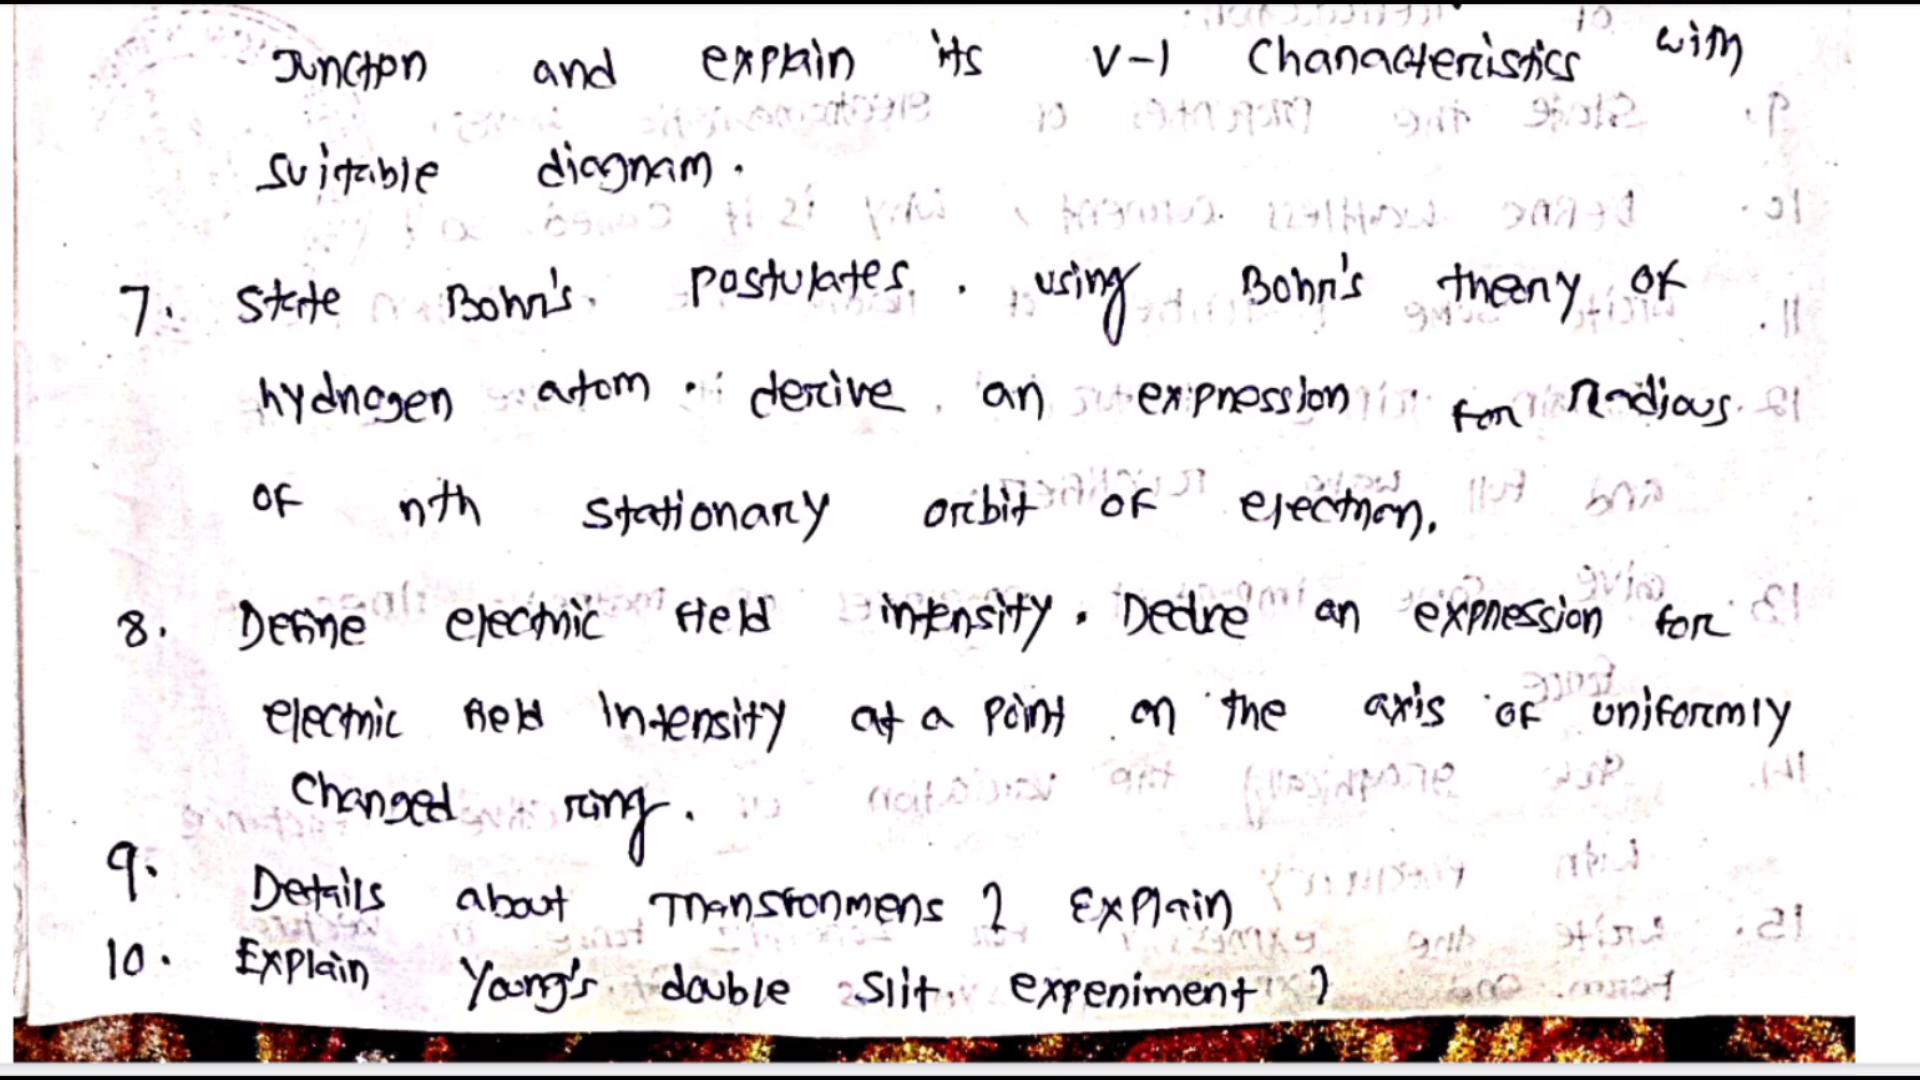 Junction and explain its V-I Characteristics with
suitable diagram.
7. State Bohr's Postulates. using Bohr's theory of
hydrogen atom. derive an expression for Radious
of nth stationary orbit of electron.
8. Define electric field intensity. Deduce an expression for
electric field intensity at a point on the axis of uniformly
Charged ring.
9. Details about Transformers? Explain
10. Explain Young's double slit experiment?